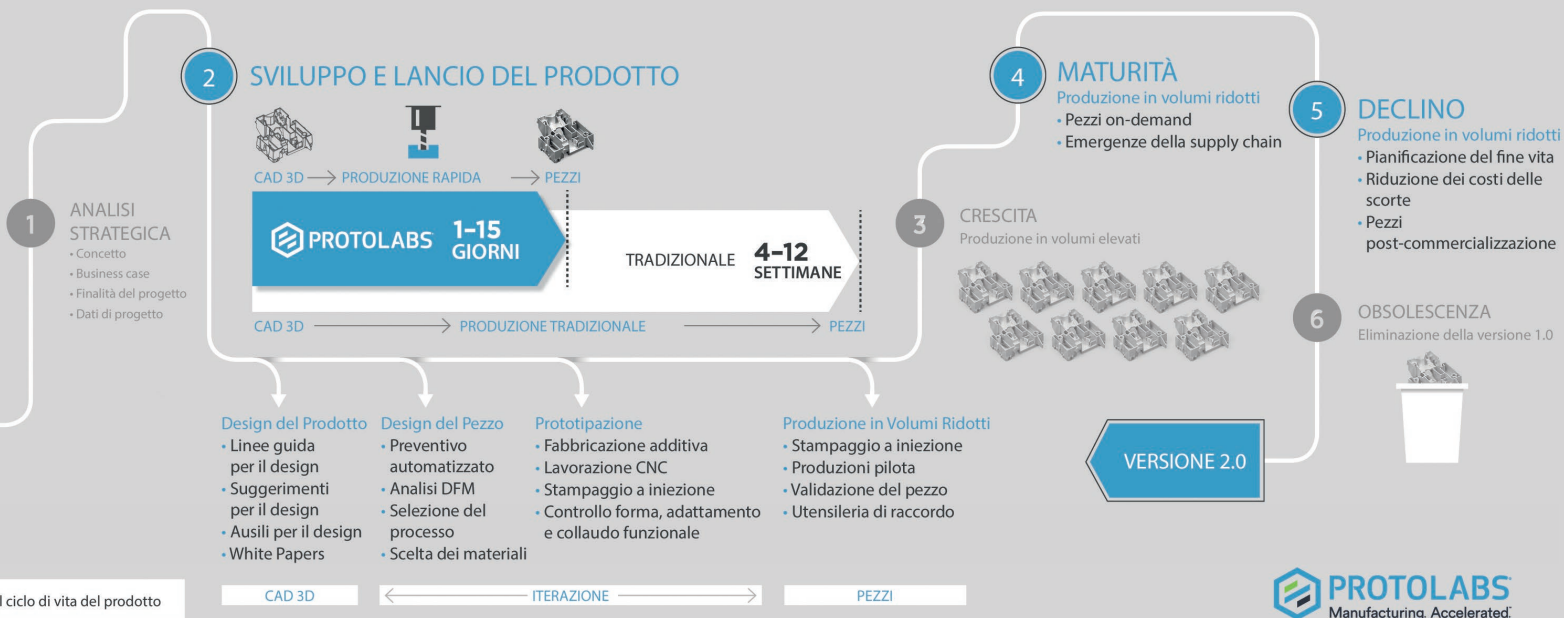 1
ANALISI
STRATEGICA
• Concetto
• Business case
• Finalità del progetto
• Dati di progetto
2
SVILUPPO E LANCIO DEL PRODOTTO
CAD 3D → PRODUZIONE RAPIDA → PEZZI
PROTOLABS
1–15
GIORNI
TRADIZIONALE
4–12
SETTIMANE
CAD 3D → PRODUZIONE TRADIZIONALE → PEZZI
Design del Prodotto
• Linee guida
per il design
• Suggerimenti
per il design
• Ausili per il design
• White Papers
Design del Pezzo
• Preventivo
automatizzato
• Analisi DFM
• Selezione del
processo
• Scelta dei materiali
Prototipazione
• Fabbricazione additiva
• Lavorazione CNC
• Stampaggio a iniezione
• Controllo forma, adattamento
e collaudo funzionale
Produzione in Volumi Ridotti
• Stampaggio a iniezione
• Produzioni pilota
• Validazione del pezzo
• Utensileria di raccordo
CAD 3D
ITERAZIONE
PEZZI
3
CRESCITA
Produzione in volumi elevati
4
MATURITÀ
Produzione in volumi ridotti
• Pezzi on-demand
• Emergenze della supply chain
5
DECLINO
Produzione in volumi ridotti
• Pianificazione del fine vita
• Riduzione dei costi delle
scorte
• Pezzi
post-commercializzazione
6
OBSOLESCENZA
Eliminazione della versione 1.0
VERSIONE 2.0
l ciclo di vita del prodotto
PROTOLABS
Manufacturing. Accelerated.